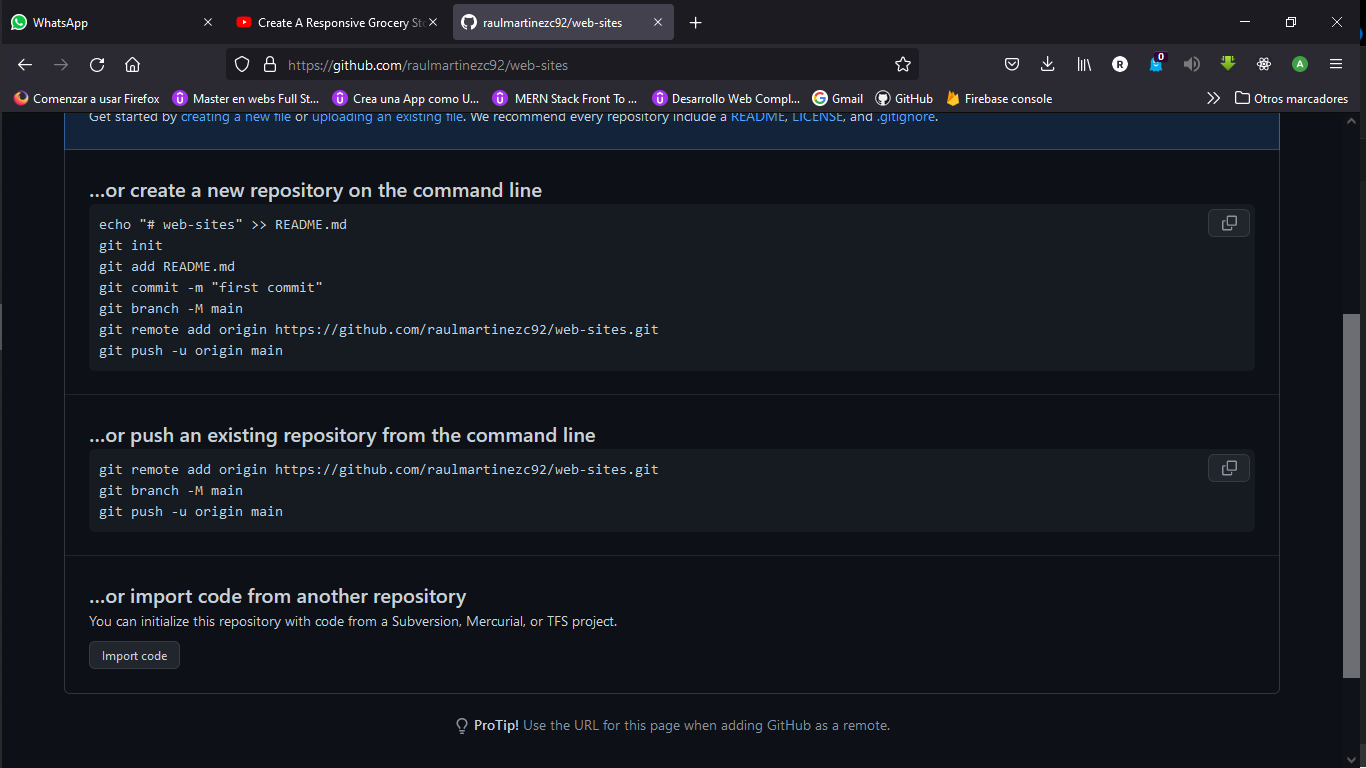 WhatsApp
Create A Responsive Grocery Sto
raulmartinezc92/web-sites
https://github.com/raulmartinezc92/web-sites
R
0
A
Comenzar a usar Firefox
Master en webs Full St...
Crea una App como U...
MERN Stack Front To ...
Desarrollo Web Compl...
Gmail
GitHub
Firebase console
Otros marcadores
Get started by creating a new file or uploading an existing file. We recommend every repository include a README, LICENSE, and .gitignore.
...or create a new repository on the command line
echo "# web-sites" >> README.md
git init
git add README.md
git commit -m "first commit"
git branch -M main
git remote add origin https://github.com/raulmartinezc92/web-sites.git
git push -u origin main
...or push an existing repository from the command line
git remote add origin https://github.com/raulmartinezc92/web-sites.git
git branch -M main
git push -u origin main
...or import code from another repository
You can initialize this repository with code from a Subversion, Mercurial, or TFS project.
Import code
ProTip! Use the URL for this page when adding GitHub as a remote.